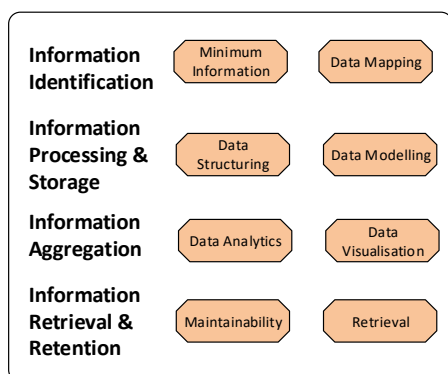 Information
Identification
Minimum
Information
Data Mapping
Information
Processing &
Storage
Data
Structuring
Data Modelling
Information
Aggregation
Data Analytics
Data
Visualisation
Information
Retrieval &
Retention
Maintainability
Retrieval